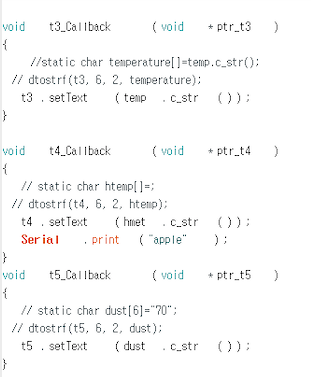 void t3_Callback (void *ptr_t3 )
{
//static char temperature[]=temp.c_str();
// dtostrf(t3, 6, 2, temperature);
t3 . setText (temp .c_str ());
}
void t4_Callback (void *ptr_t4 )
{
// static char htemp[]=;
// dtostrf(t4, 6, 2, htemp);
t4 . setText (hmet .c_str ());
Serial .print ("apple" );
}
void t5_Callback (void *ptr_t5 )
{
// static char dust[6]="70";
// dtostrf(t5, 6, 2, dust);
t5 . setText (dust .c_str ());
}